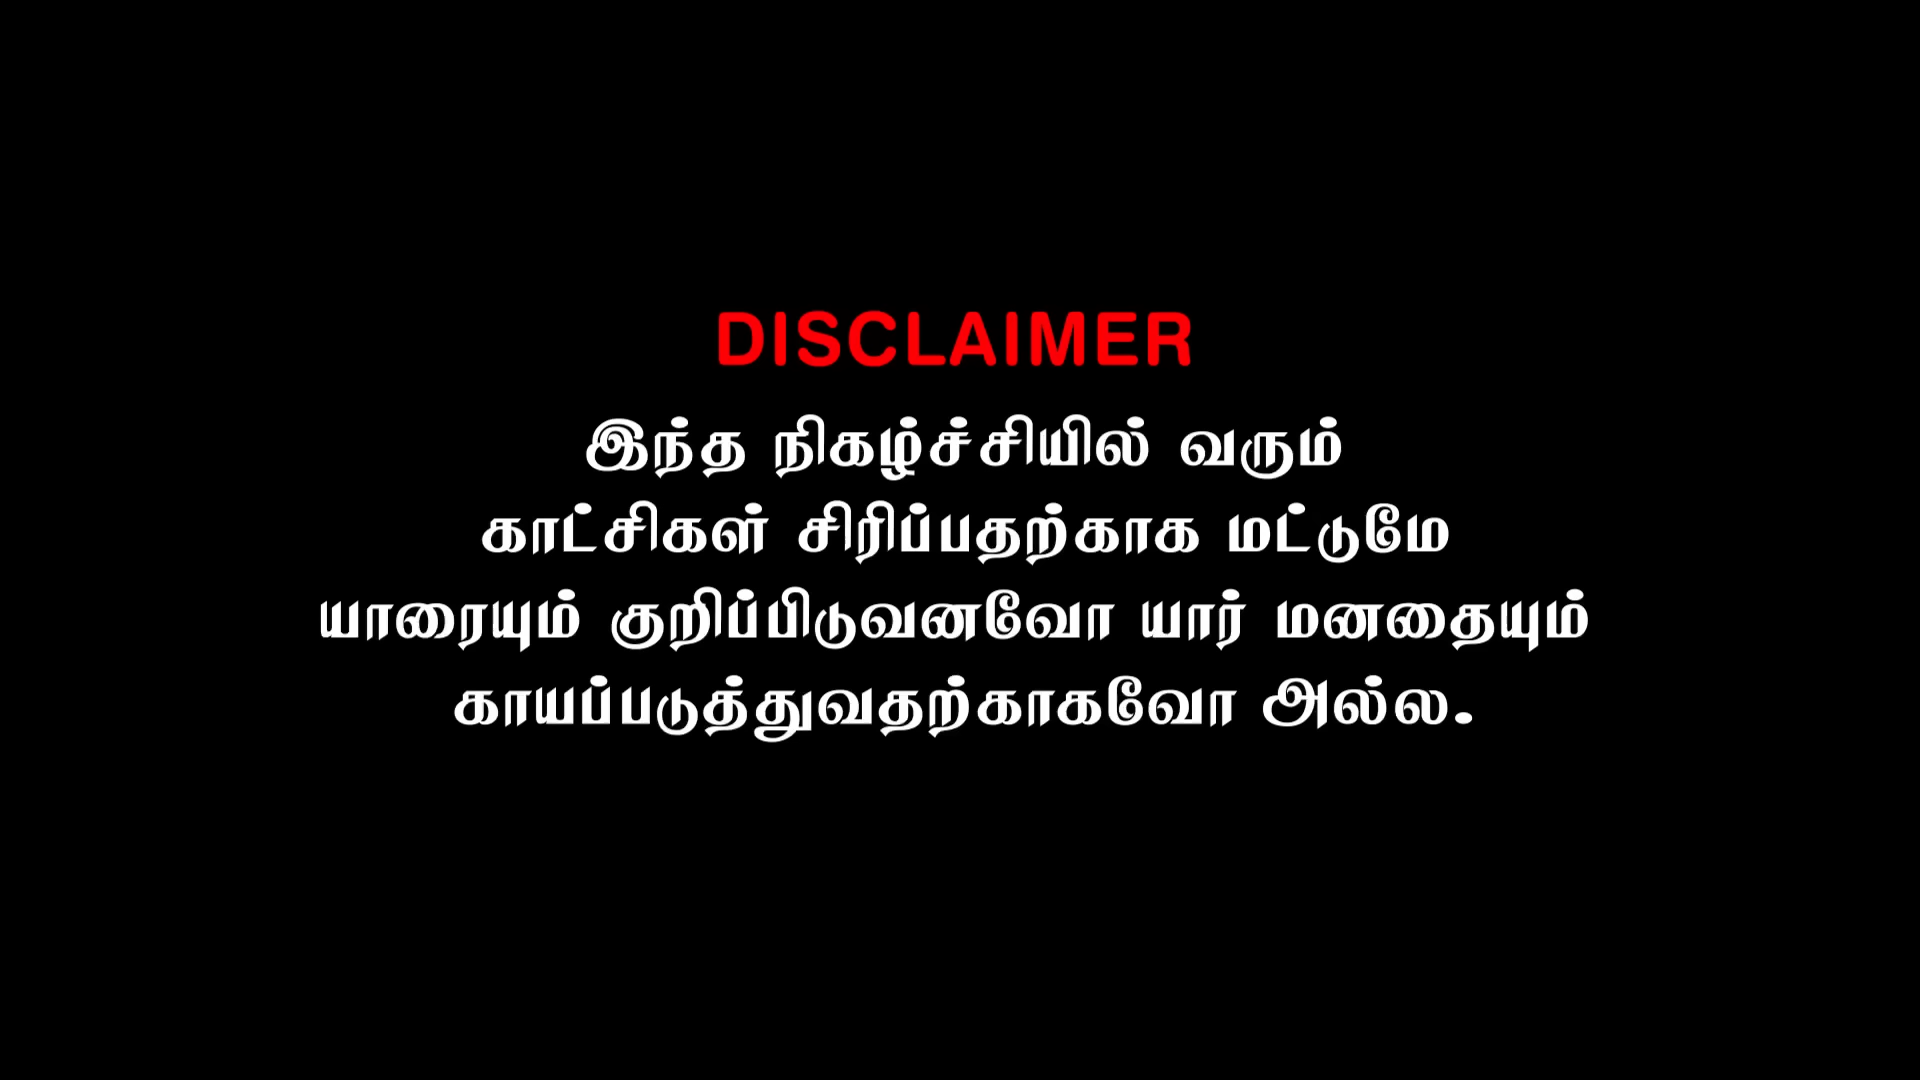 DISCLAIMER
இந்த நிகழ்ச்சியில் வரும்
காட்சிகள் சிரிப்பதற்காக மட்டுமே
யாரையும் குறிப்பிடுவனவோ யார் மனதையும்
காயப்படுத்துவதற்காகவோ அல்ல.